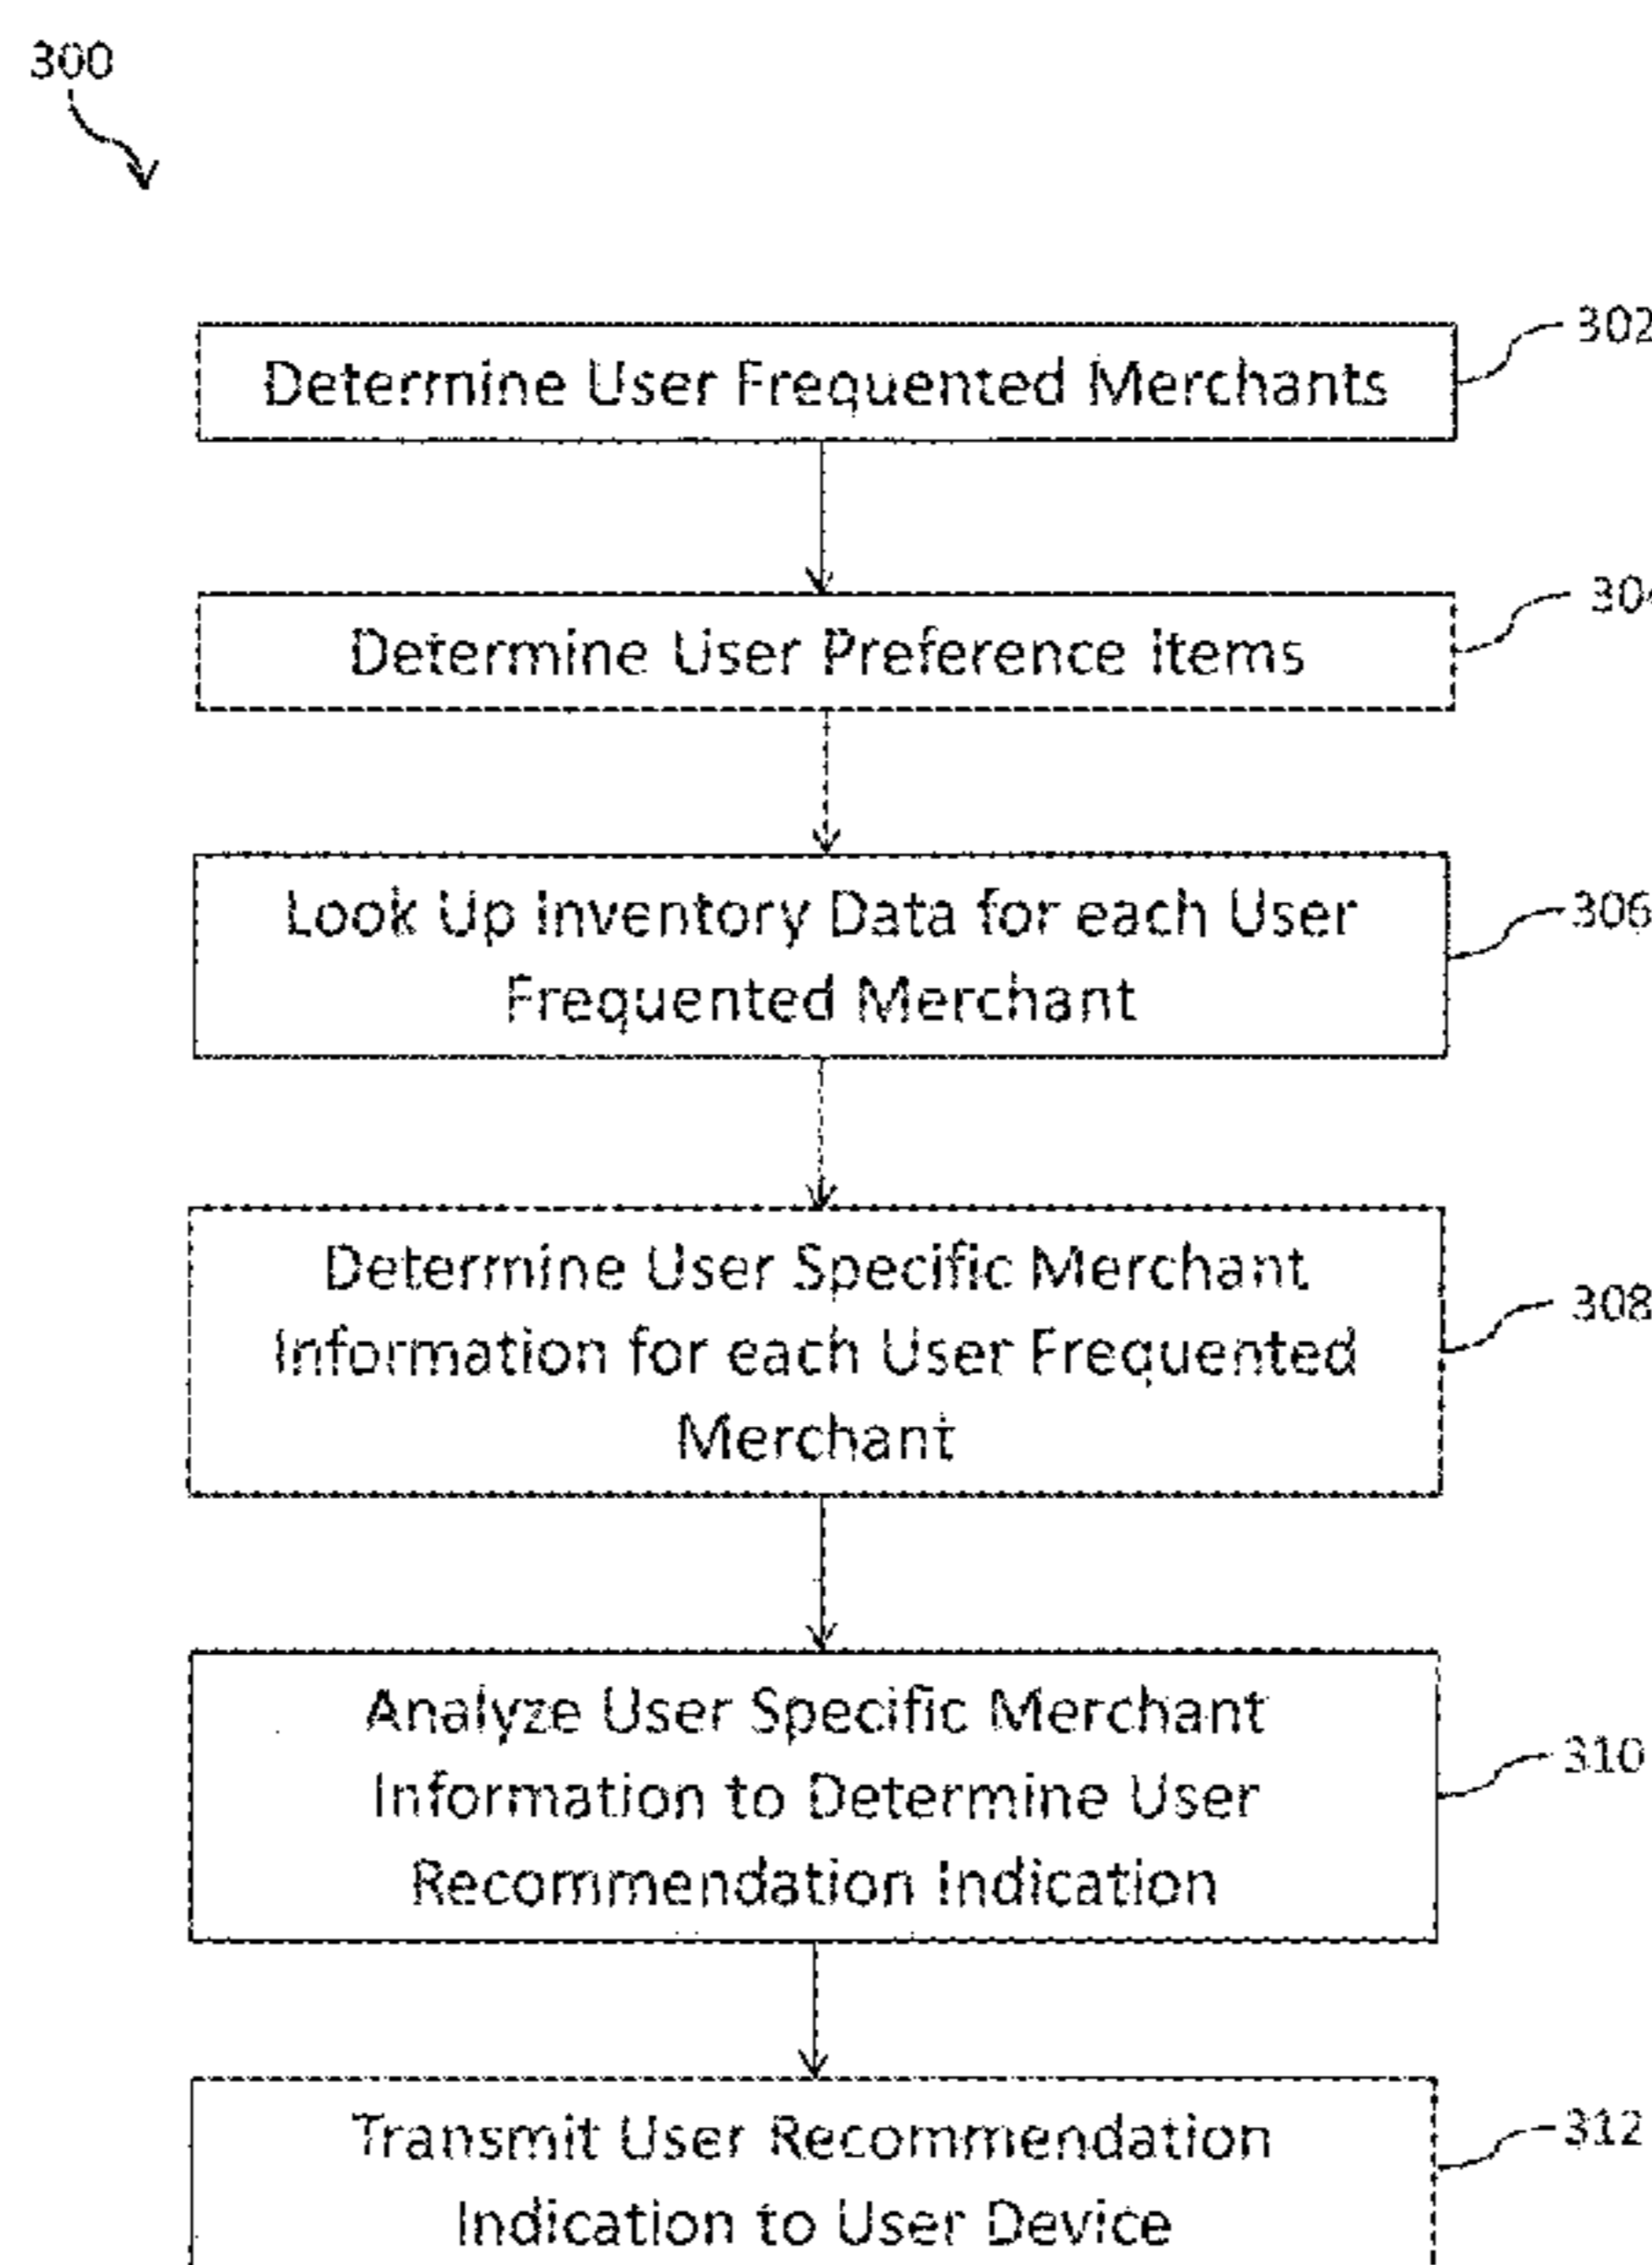 300
302
Determine User Frequented Merchants
304
Determine User Preference Items
Look Up Inventory Data for each User
306
Frequented Merchant
Determine User Specific Merchant
308
Information for each User Frequented
Merchant
Analyze User Specific Merchant
310
Information to Determine User
Recommendation Indication
Transmit User Recommendation
312
Indication to User Device